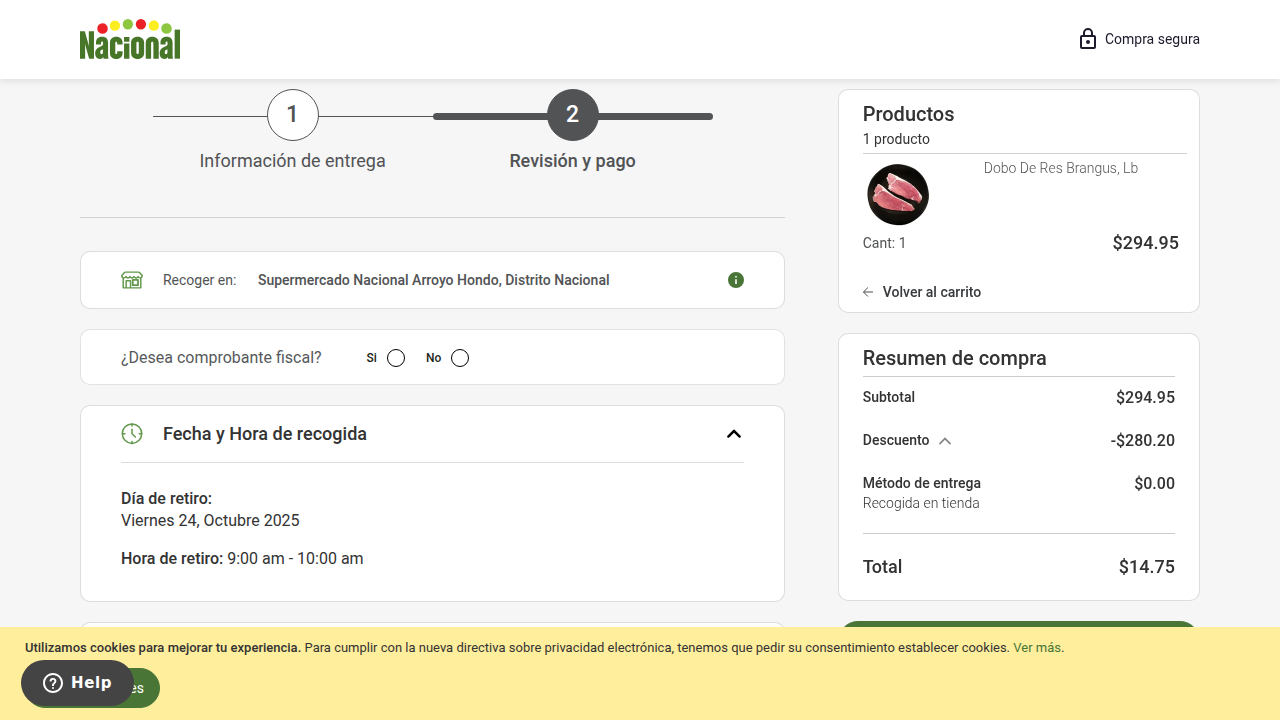 Nacional
Compra segura
1
2
Información de entrega
Revisión y pago
Recoger en: Supermercado Nacional Arroyo Hondo, Distrito Nacional
¿Desea comprobante fiscal? Si No
Fecha y Hora de recogida
Día de retiro:
Viernes 24, Octubre 2025
Hora de retiro: 9:00 am - 10:00 am
Productos
1 producto
Dobo De Res Brangus, Lb
Cant: 1 $294.95
Volver al carrito
Resumen de compra
Subtotal $294.95
Descuento -$280.20
Método de entrega $0.00
Recogida en tienda
Total $14.75
Utilizamos cookies para mejorar tu experiencia. Para cumplir con la nueva directiva sobre privacidad electrónica, tenemos que pedir su consentimiento establecer cookies. Ver más.
Help